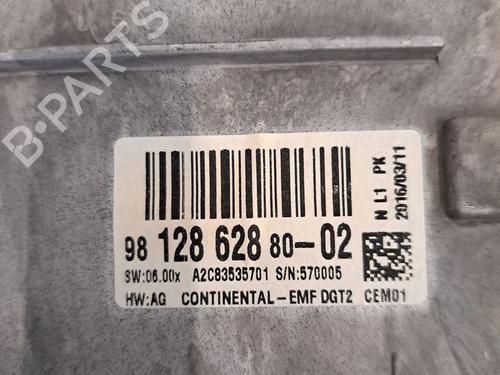 B-PARTS
98 128 628 80-02
SW:06.00x A2C83535701 S/N:570005
HW:AG CONTINENTAL-EMF DGT2 CEM01
N L1 PK
2016/03/11